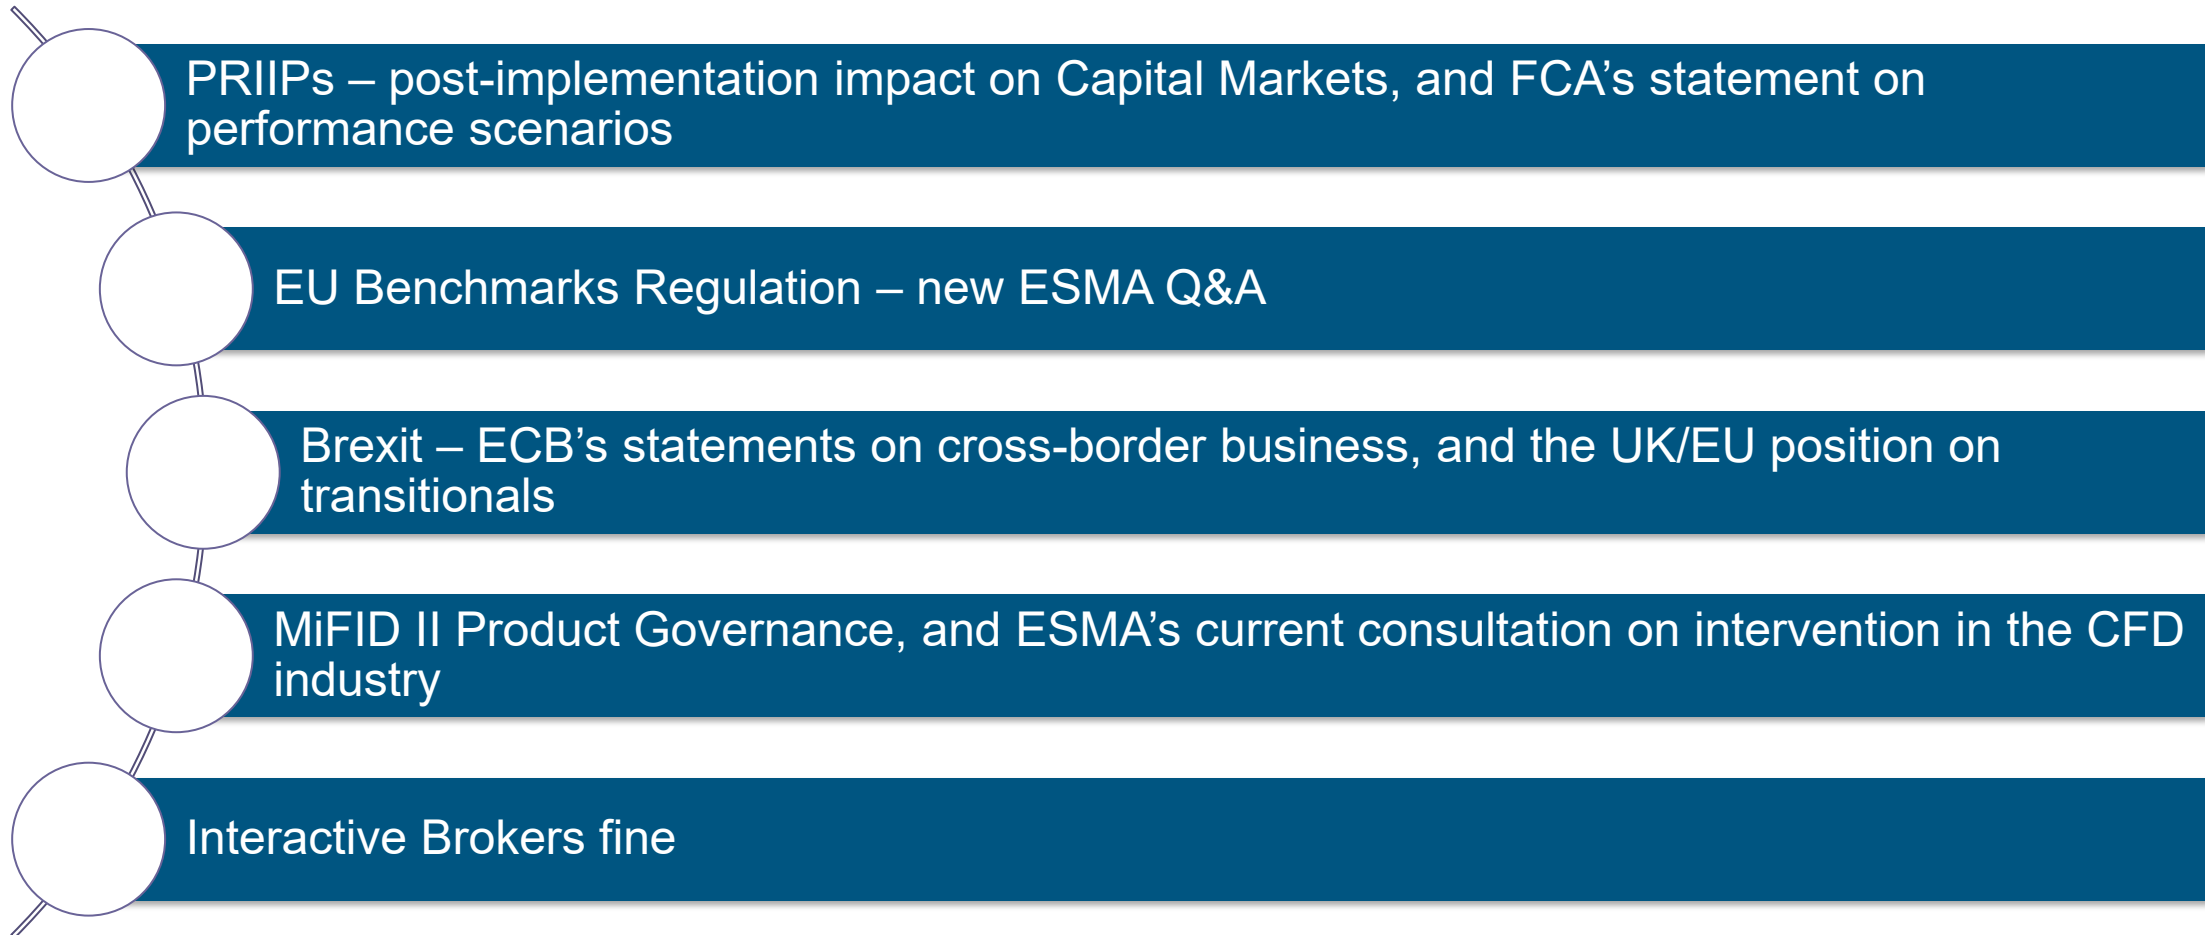 PRIIPs – post-implementation impact on Capital Markets, and FCA’s statement on
performance scenarios
EU Benchmarks Regulation – new ESMA Q&A
Brexit – ECB’s statements on cross-border business, and the UK/EU position on
transitionals
MiFID II Product Governance, and ESMA’s current consultation on intervention in the CFD
industry
Interactive Brokers fine